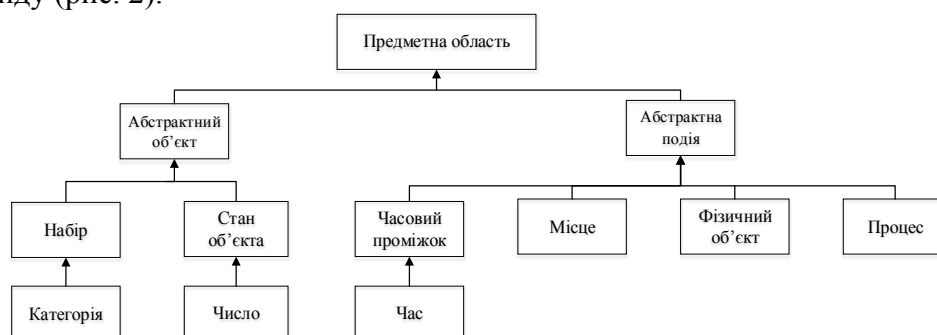 (рис. 2).
Предметна область
Абстрактний
об’єкт
Абстрактна
подія
Набір
Стан
об’єкта
Часовий
проміжок
Місце
Фізичний
об’єкт
Процес
Категорія
Число
Час